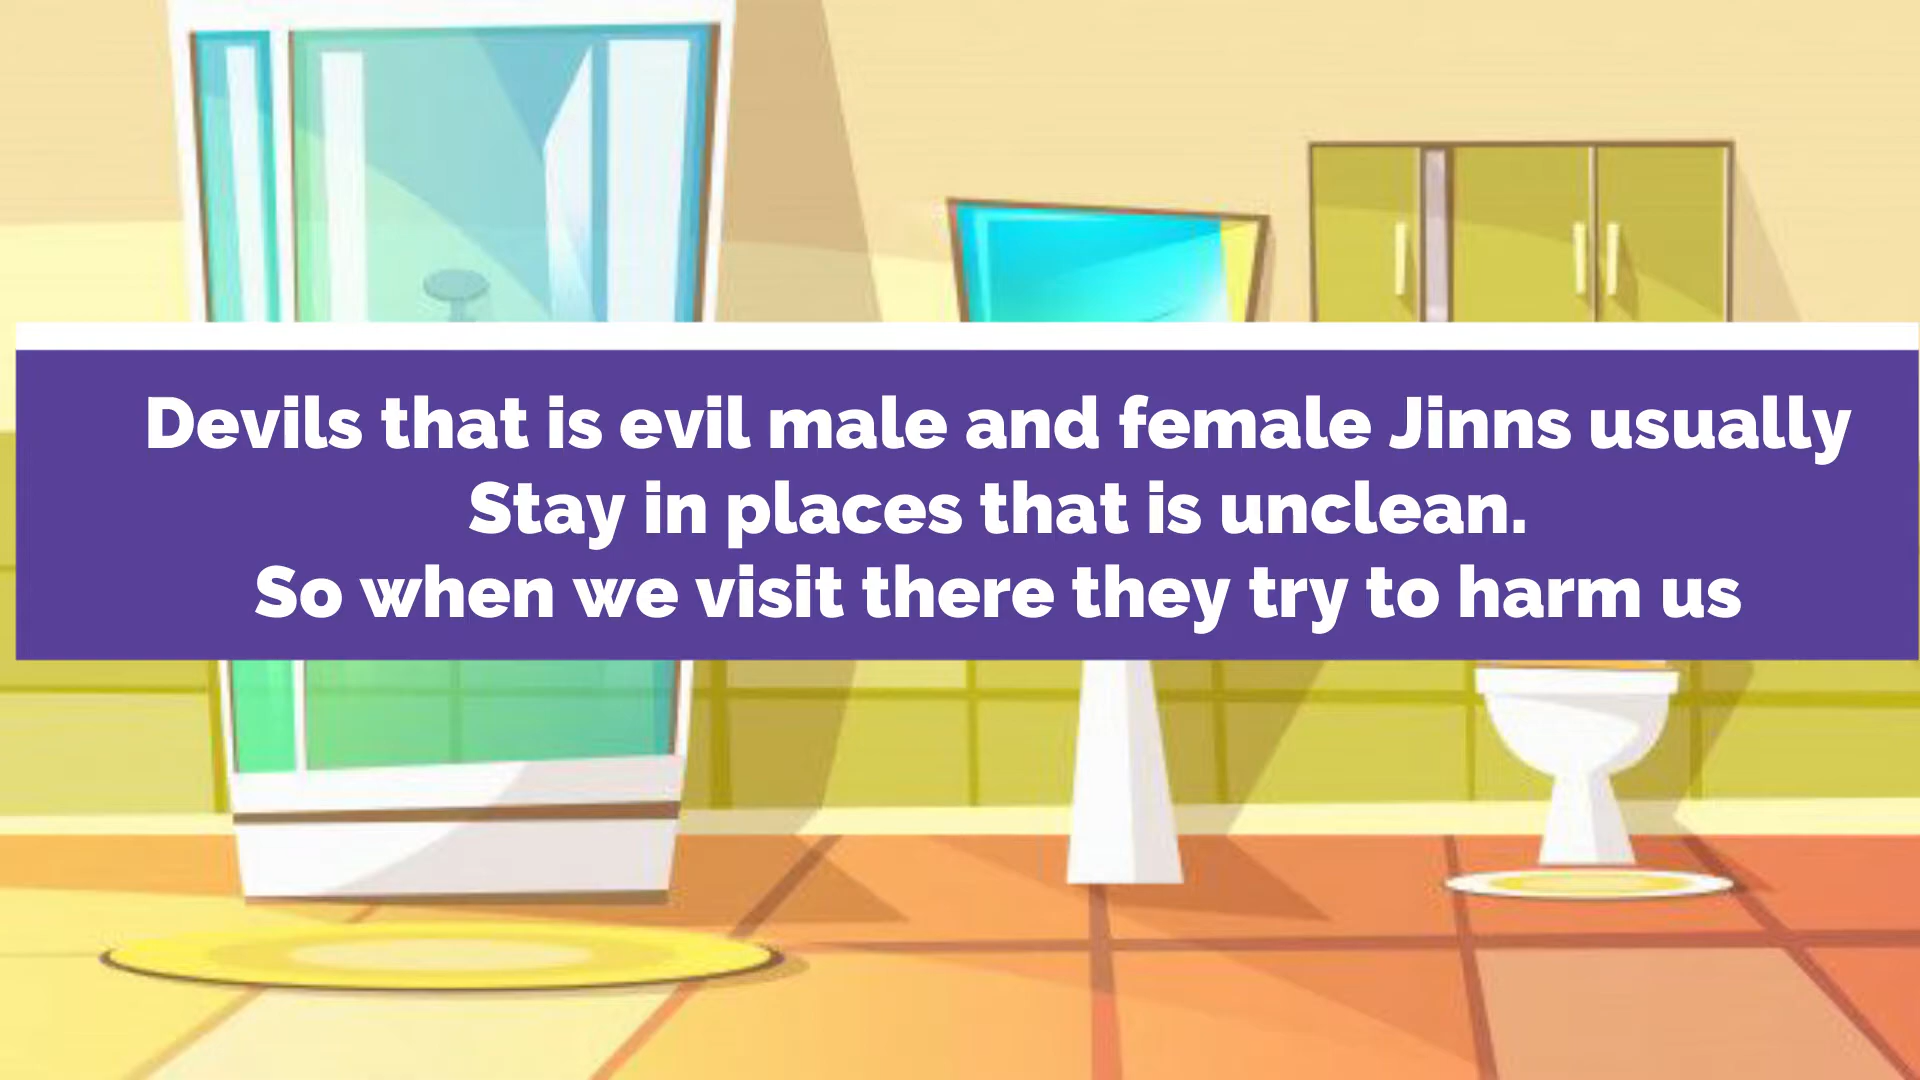 Devils that is evil male and female Jinns usually
Stay in places that is unclean.
So when we visit there they try to harm us